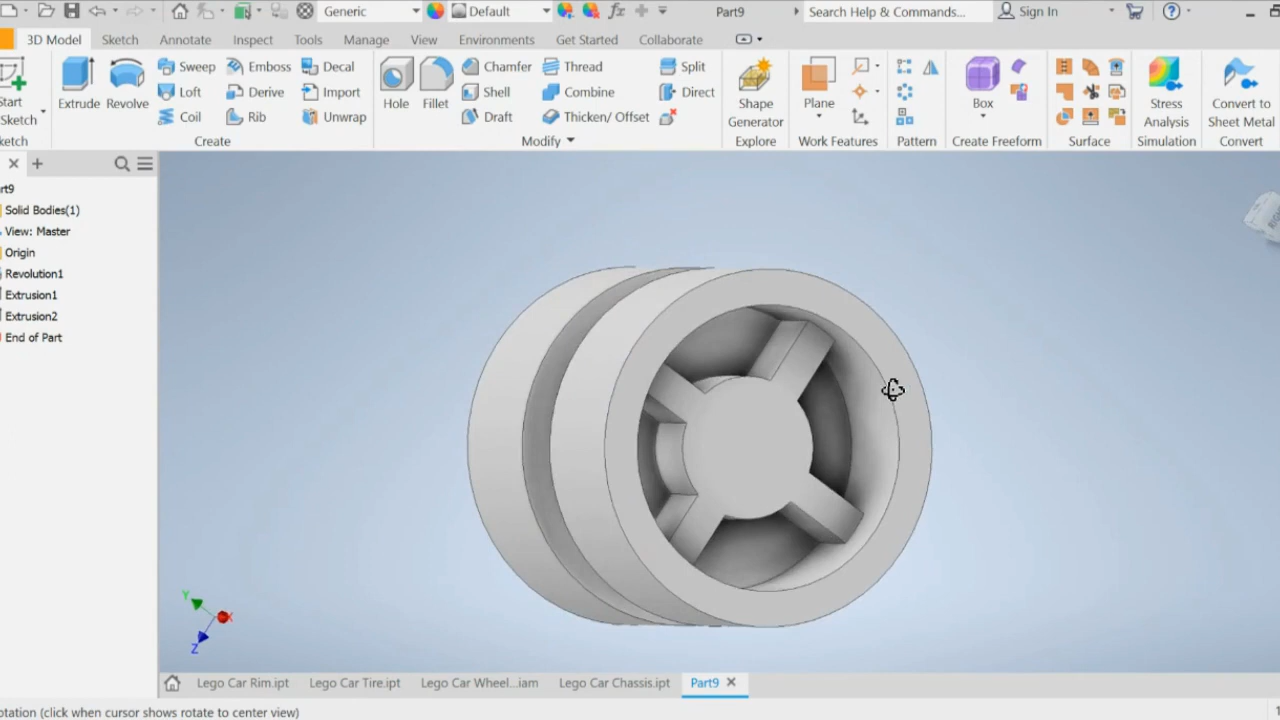 Generic
Default
Part9
Search Help & Commands...
Sign In
3D Model Sketch Annotate Inspect Tools Manage View Environments Get Started Collaborate
Start
Sketch
Extrude Revolve
Sweep Emboss Decal
Loft Derive Import
Coil Rib Unwrap
Hole Fillet
Chamfer Thread Split
Shell Combine Direct
Draft Thicken/ Offset
Shape
Generator
Plane
Box
Stress
Analysis
Convert to
Sheet Metal
ketch Create Modify Explore Work Features Pattern Create Freeform Surface Simulation Convert
rt9
Solid Bodies(1)
View: Master
Origin
Revolution1
Extrusion1
Extrusion2
End of Part
Y
X
Z
Lego Car Rim.ipt Lego Car Tire.ipt Lego Car Wheel...iam Lego Car Chassis.ipt Part9
otation (click when cursor shows rotate to center view)
1